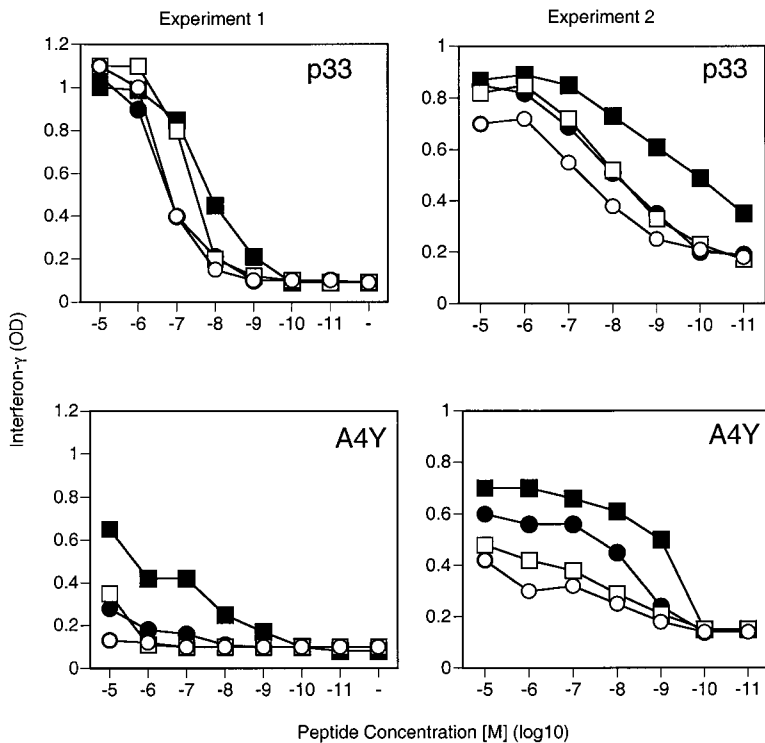 Experiment 1
Experiment 2
p33
1.2
1
0.8
0.6
0.4
0.2
0
-5 -6 -7 -8 -9 -10 -11 -
p33
1
0.8
0.6
0.4
0.2
0
-5 -6 -7 -8 -9 -10 -11
Interferon-γ (OD)
A4Y
1.2
1
0.8
0.6
0.4
0.2
0
-5 -6 -7 -8 -9 -10 -11 -
A4Y
1
0.8
0.6
0.4
0.2
0
-5 -6 -7 -8 -9 -10 -11
Peptide Concentration [M] (log10)